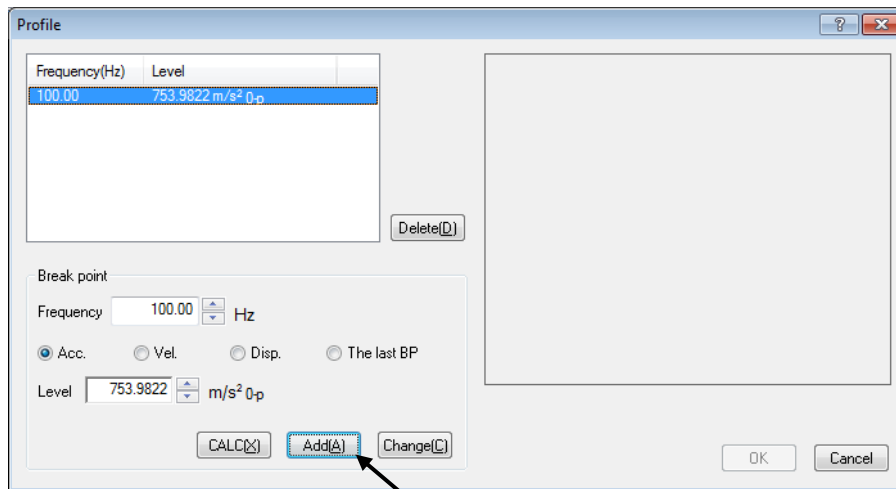 Profile
Frequency(Hz) Level
100.00 753.9822 m/s² 0-p
Delete(D)
Break point
Frequency 100.00 Hz
Acc. Vel. Disp. The last BP
Level 753.9822 m/s² 0-p
CALC(X) Add(A) Change(C)
OK Cancel